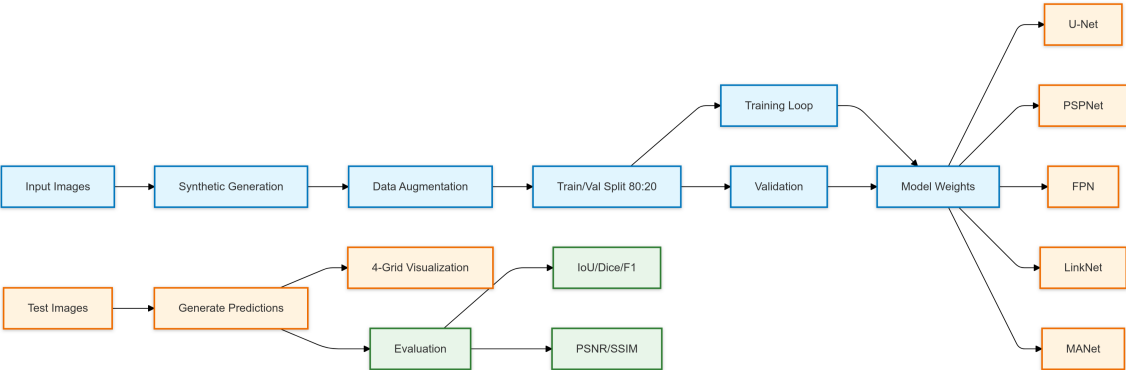 U-Net
Training Loop
PSPNet
Input Images
Synthetic Generation
Data Augmentation
Train/Val Split 80:20
Validation
Model Weights
FPN
4-Grid Visualization
IoU/Dice/F1
LinkNet
Test Images
Generate Predictions
Evaluation
PSNR/SSIM
MANet